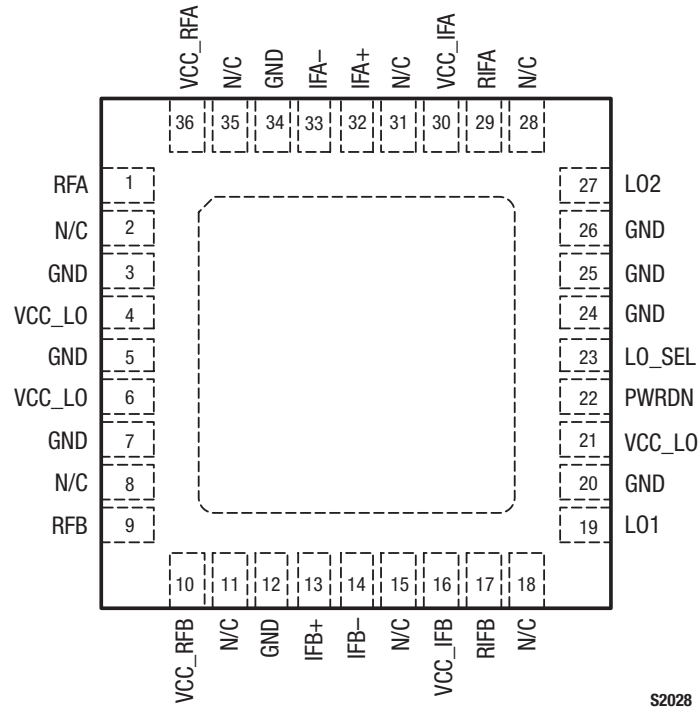 VCC_RFA
N/C
GND
IFA–
IFA+
N/C
VCC_IFA
RIFA
N/C
36 35 34 33 32 31 30 29 28
RFA 1 27 LO2
N/C 2 26 GND
GND 3 25 GND
VCC_LO 4 24 GND
GND 5 23 LO_SEL
VCC_LO 6 22 PWRDN
GND 7 21 VCC_LO
N/C 8 20 GND
RFB 9 19 LO1
10 11 12 13 14 15 16 17 18
VCC_RFB
N/C
GND
IFB+
IFB–
N/C
VCC_IFB
RIFB
N/C
S2028